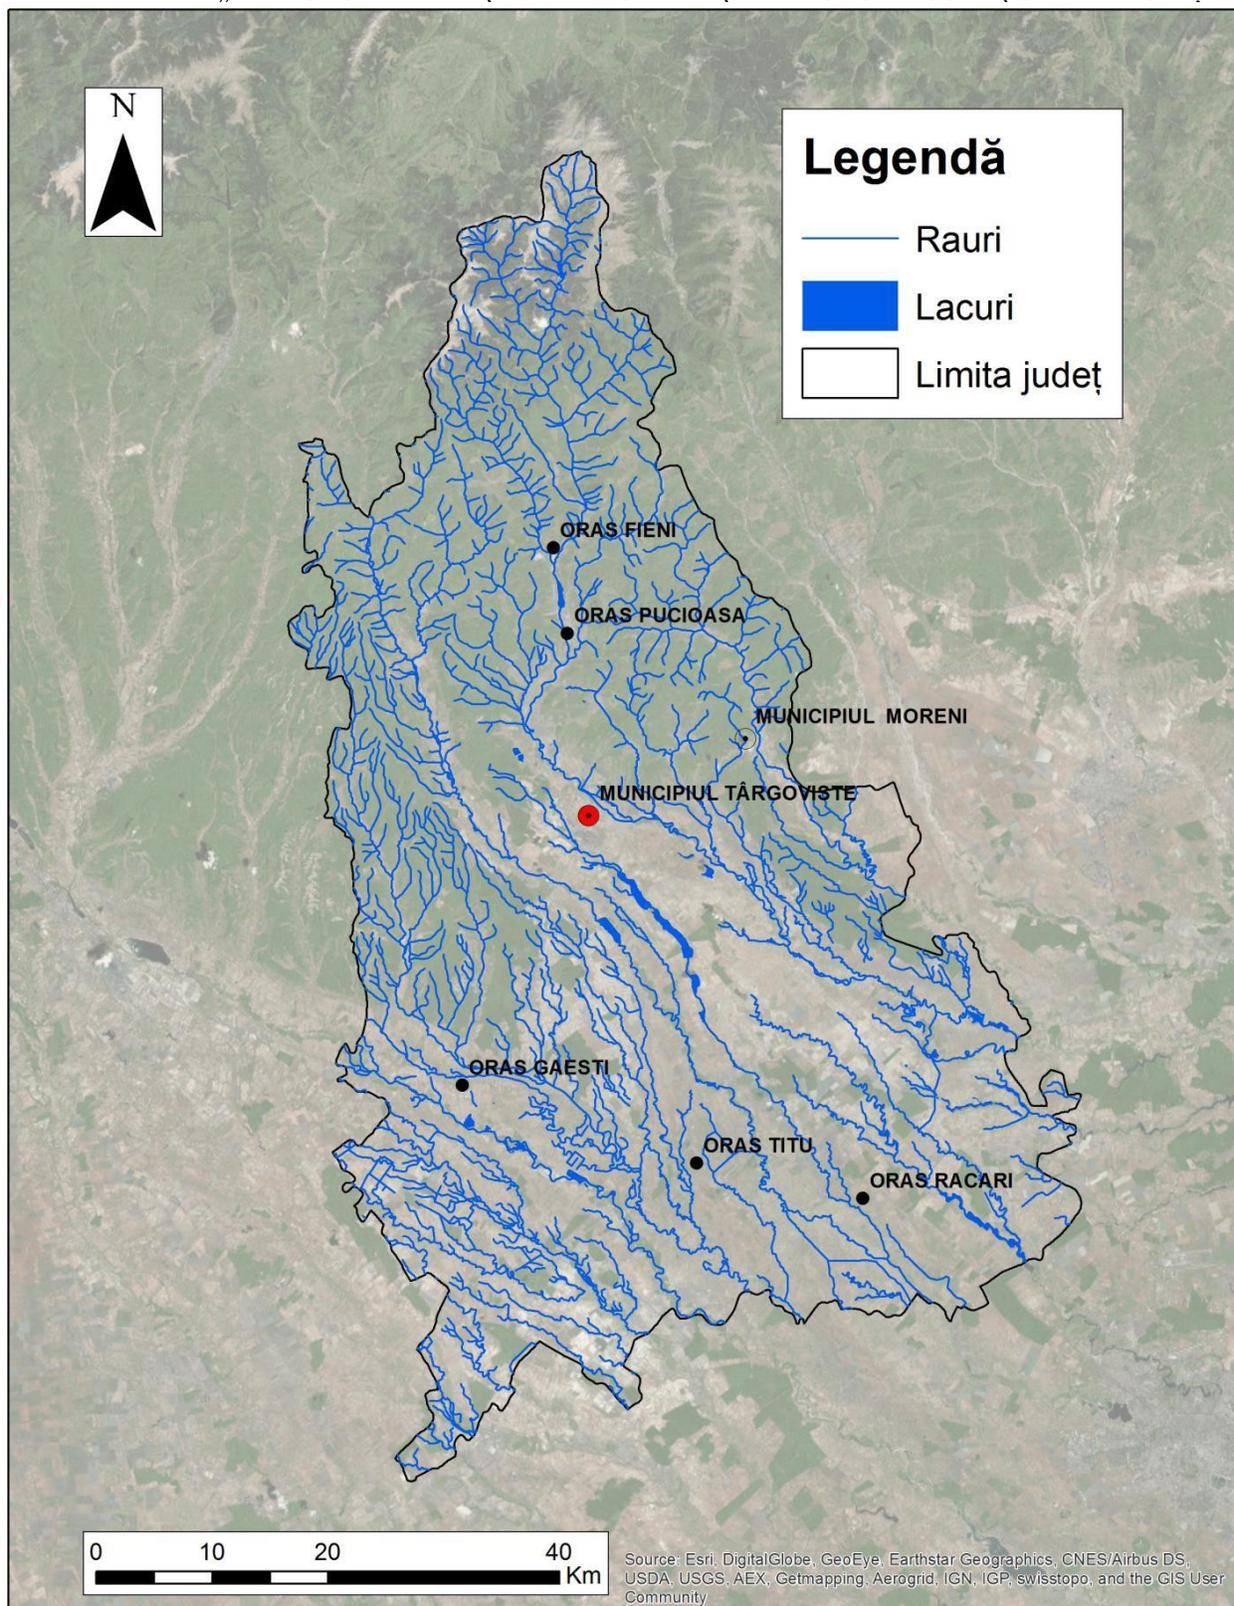 N
Legendă
Rauri
Lacuri
Limita județ
ORAS FIENI
ORAS PUCIOASA
MUNICIPIUL MORENI
MUNICIPIUL TÂRGOVISTE
ORAS GAESTI
ORAS TITU
ORAS RACARI
0 10 20 40
Km
Source: Esri, DigitalGlobe, GeoEye, Earthstar Geographics, CNES/Airbus DS,
USDA, USGS, AEX, Getmapping, Aerogrid, IGN, IGP, swisstopo, and the GIS User
Community